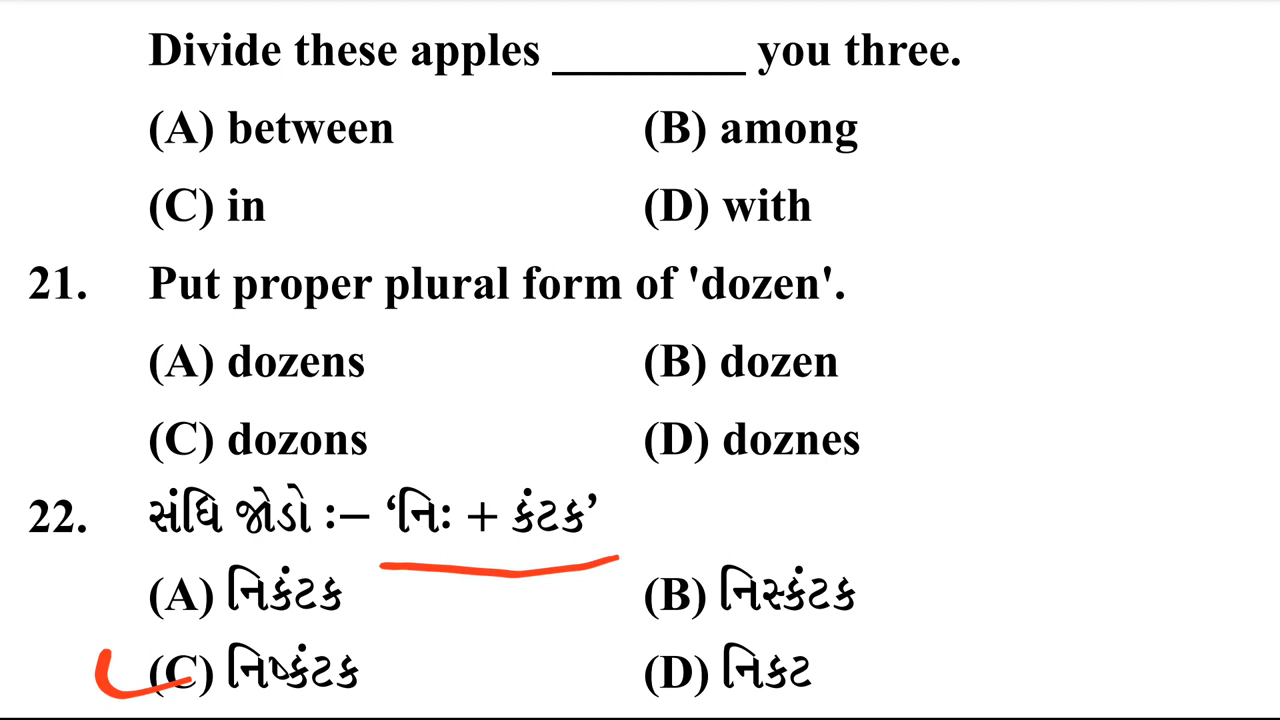 Divide these apples ________ you three.
(A) between (B) among
(C) in (D) with
21. Put proper plural form of 'dozen'.
(A) dozens (B) dozen
(C) dozons (D) doznes
22. સંધિ જોડો :– ‘નિઃ + કંટક’
(A) નિકંટક (B) નિસ્કંટક
(C) નિષ્કંટક (D) નિકટ